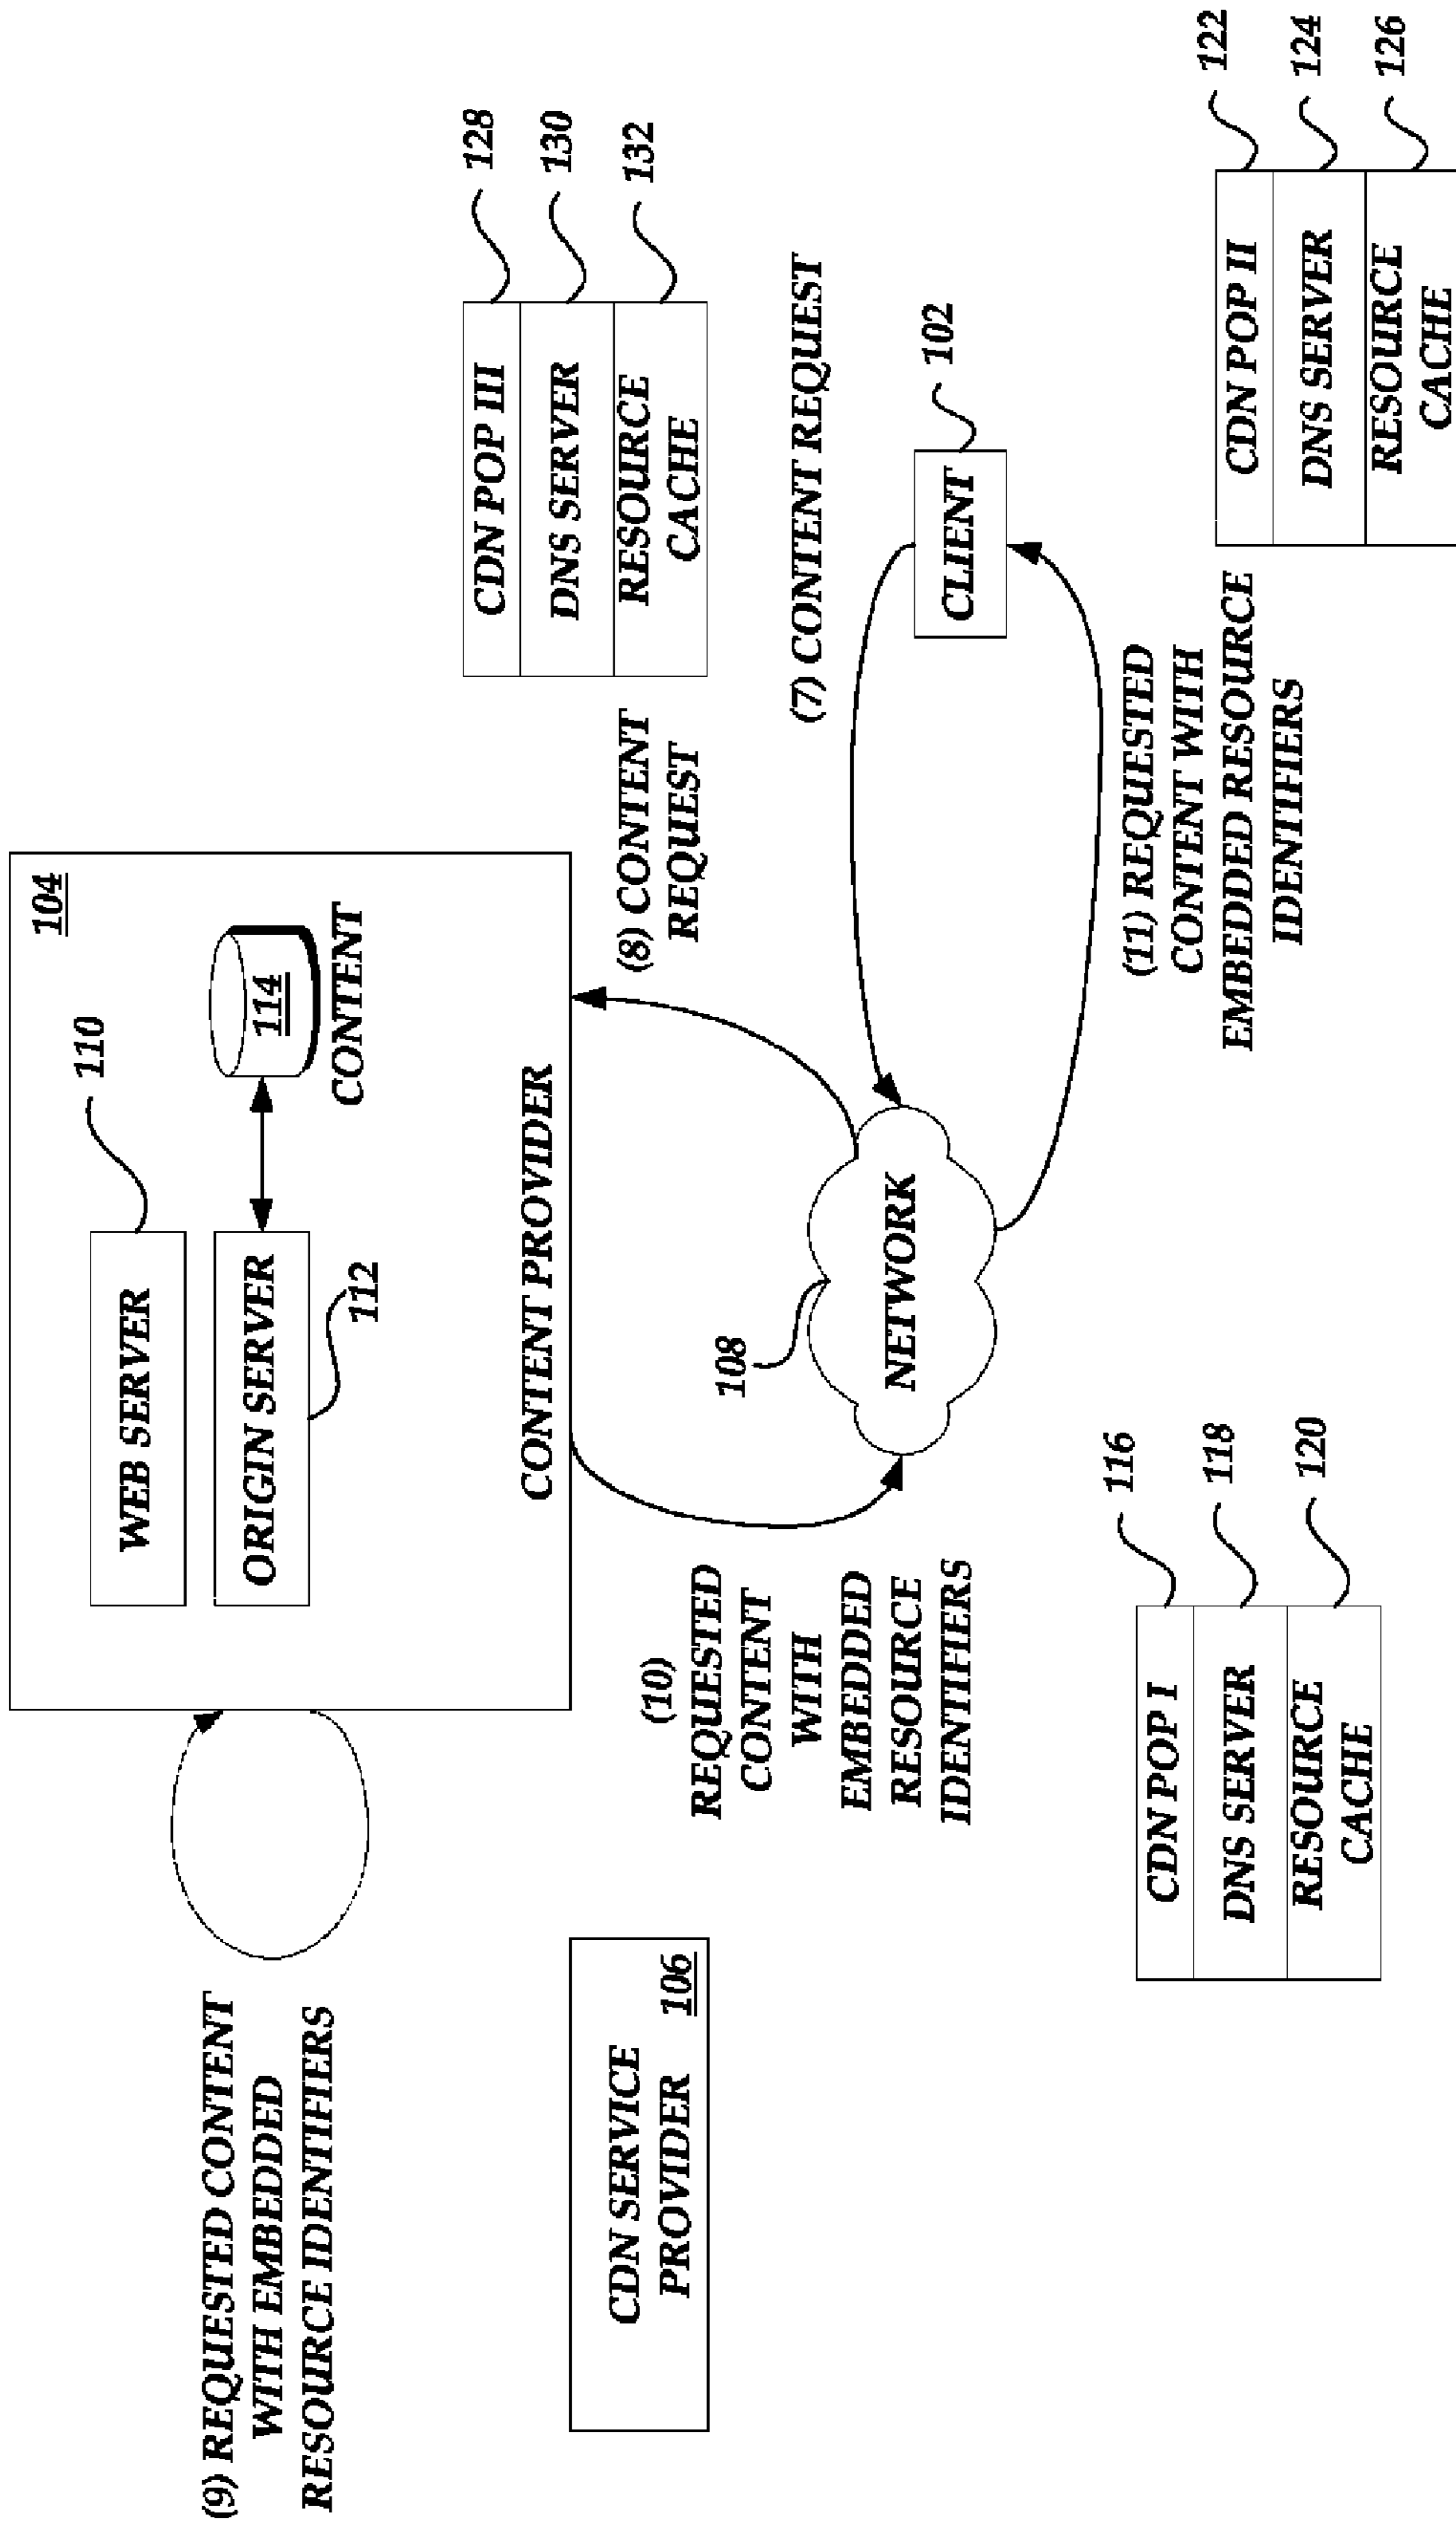 (9) REQUESTED CONTENT
WITH EMBEDDED
RESOURCE IDENTIFIERS
104
WEB SERVER
110
ORIGIN SERVER
112
114
CONTENT
CONTENT PROVIDER
CDN SERVICE
PROVIDER
106
(10)
REQUESTED
CONTENT
WITH
EMBEDDED
RESOURCE
IDENTIFIERS
(8) CONTENT
REQUEST
CDN POP III
128
DNS SERVER
130
RESOURCE
CACHE
132
108
NETWORK
(7) CONTENT REQUEST
CLIENT
102
(11) REQUESTED
CONTENT WITH
EMBEDDED RESOURCE
IDENTIFIERS
CDN POP I
116
DNS SERVER
118
RESOURCE
CACHE
120
CDN POP II
122
DNS SERVER
124
RESOURCE
CACHE
126